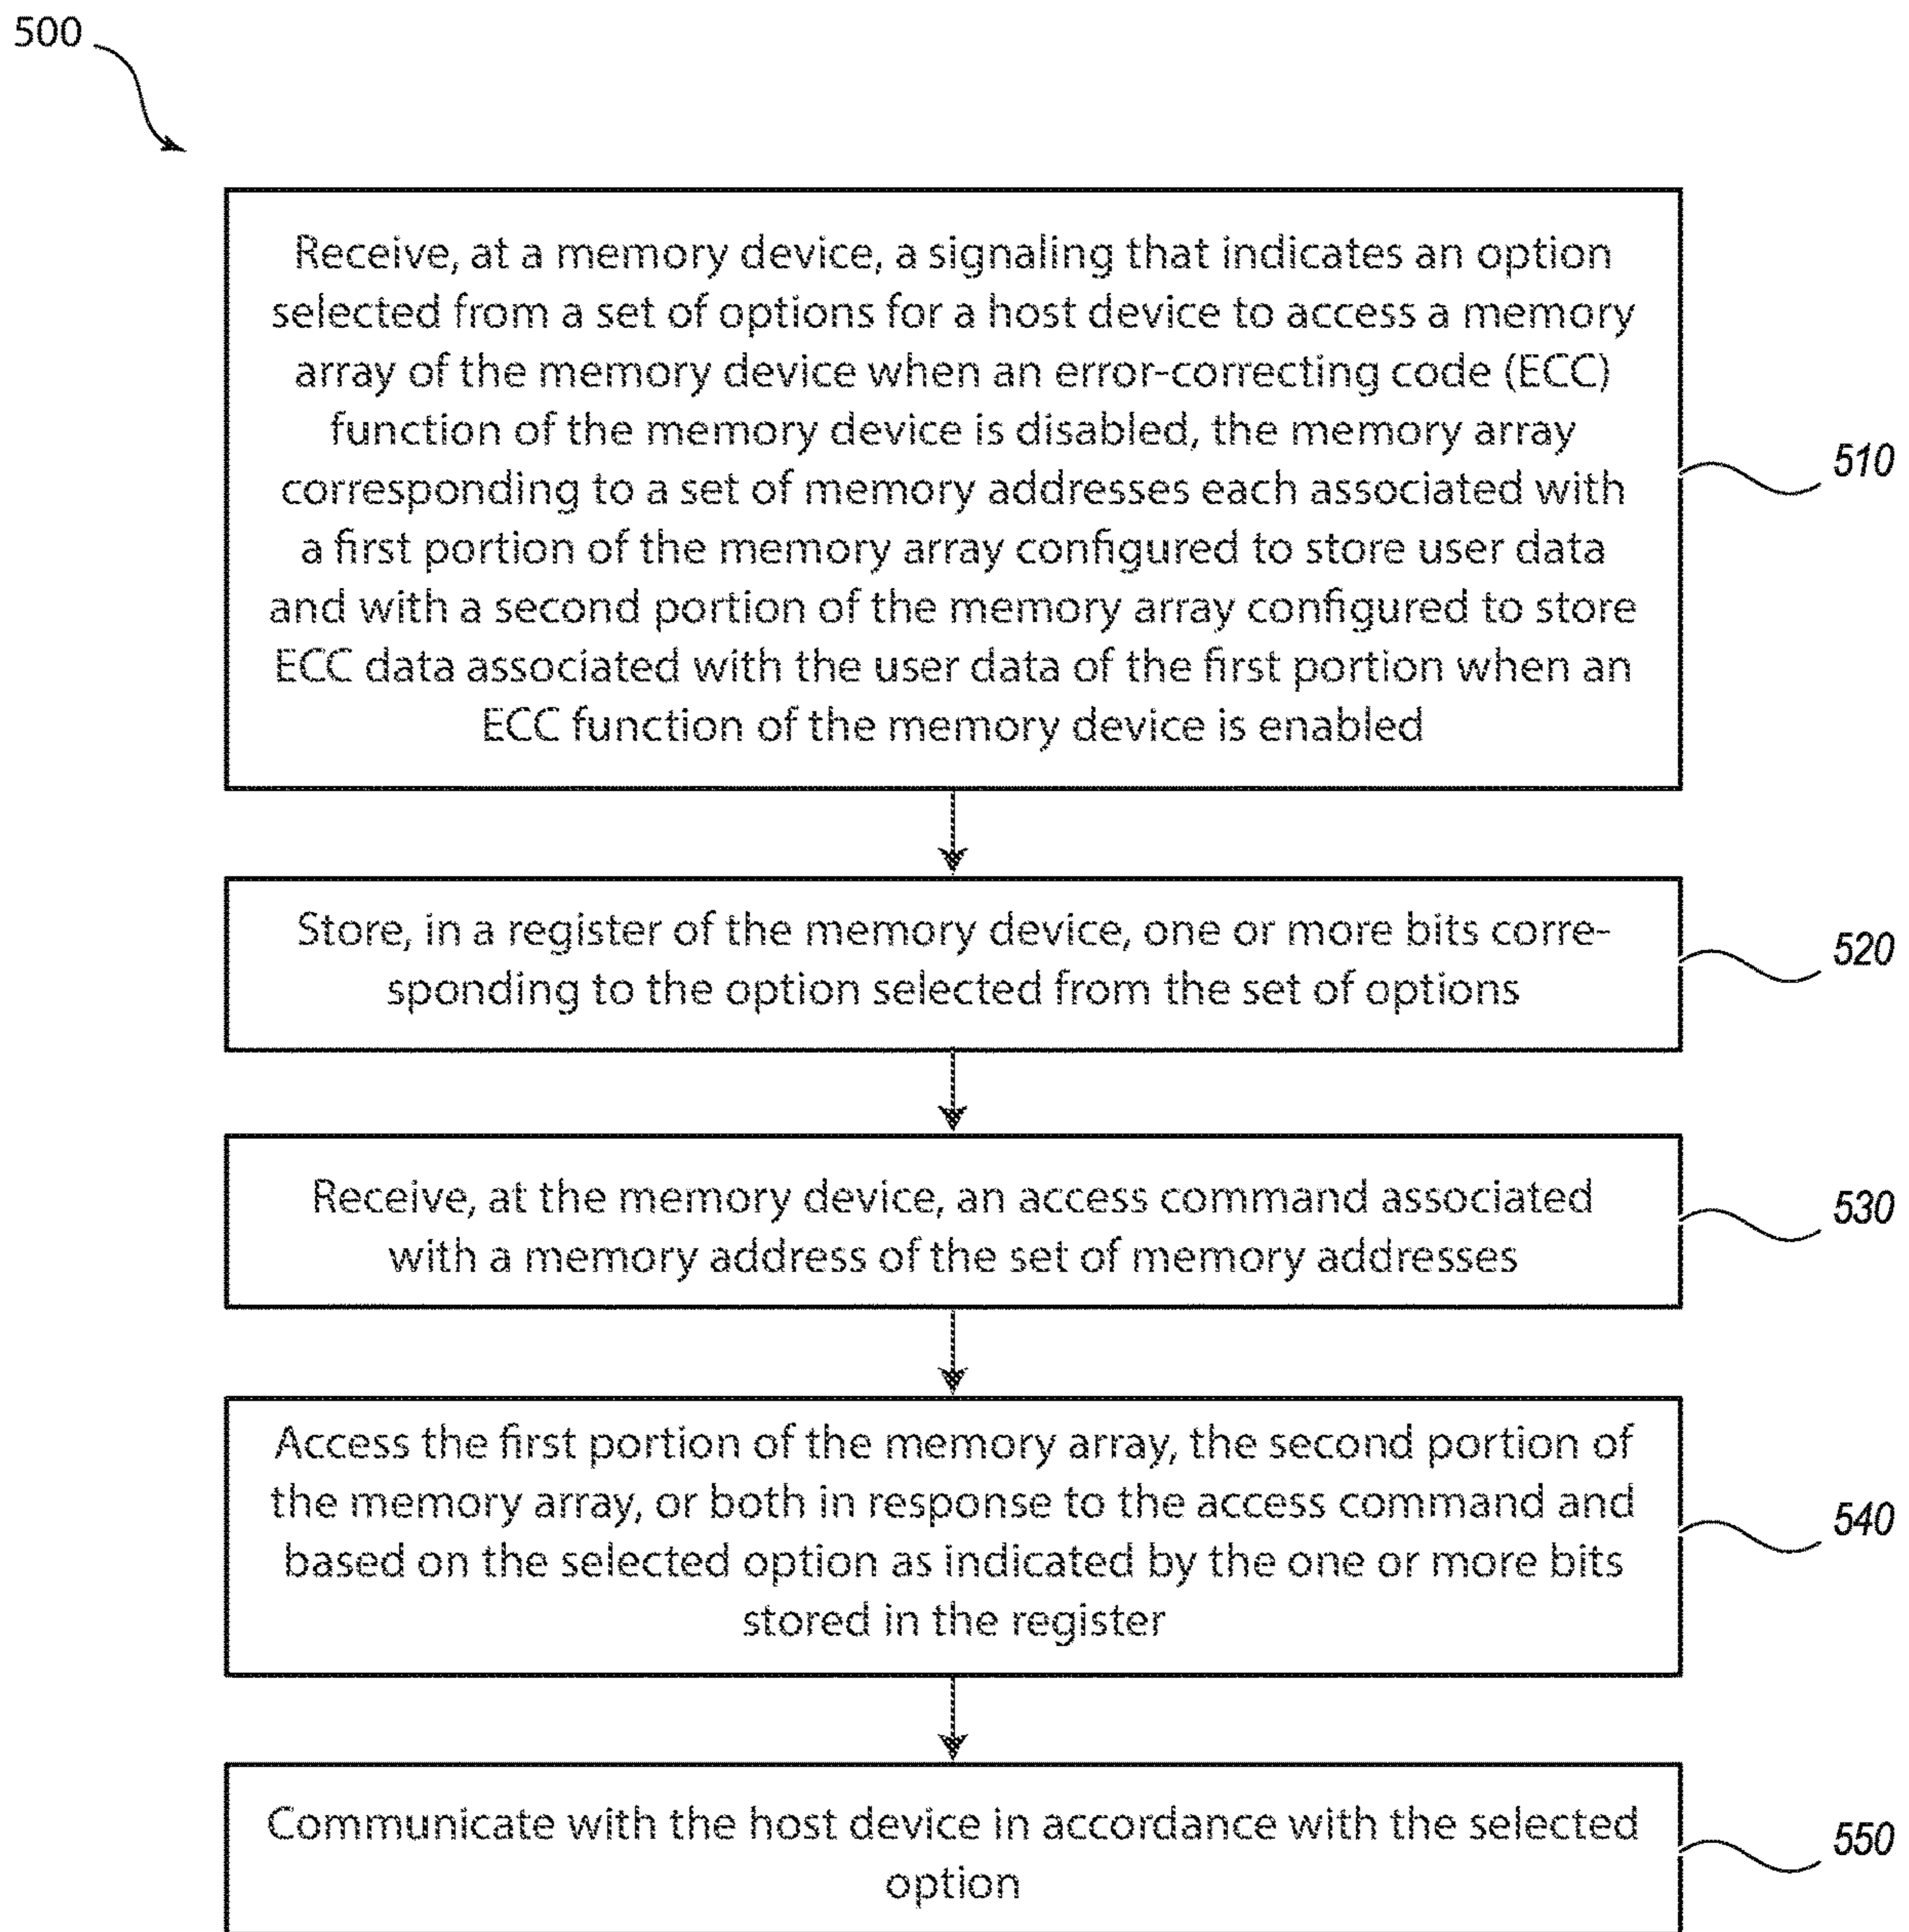 500
Receive, at a memory device, a signaling that indicates an option
selected from a set of options for a host device to access a memory
array of the memory device when an error-correcting code (ECC)
function of the memory device is disabled, the memory array
corresponding to a set of memory addresses each associated with
a first portion of the memory array configured to store user data
and with a second portion of the memory array configured to store
ECC data associated with the user data of the first portion when an
ECC function of the memory device is enabled
510
Store, in a register of the memory device, one or more bits corre-
sponding to the option selected from the set of options
520
Receive, at the memory device, an access command associated
with a memory address of the set of memory addresses
530
Access the first portion of the memory array, the second portion of
the memory array, or both in response to the access command and
based on the selected option as indicated by the one or more bits
stored in the register
540
Communicate with the host device in accordance with the selected
option
550